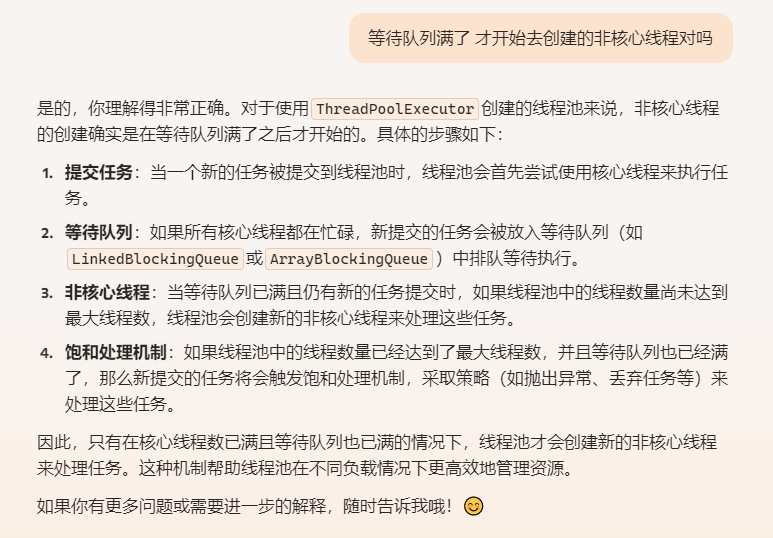 等待队列满了 才开始去创建的非核心线程对吗
是的，你理解得非常正确。对于使用 ThreadPoolExecutor 创建的线程池来说，非核心线程
的创建确实是在等待队列满了之后才开始的。具体的步骤如下：
1. 提交任务：当一个新的任务被提交到线程池时，线程池会首先尝试使用核心线程来执行任
务。
2. 等待队列：如果所有核心线程都在忙碌，新提交的任务会被放入等待队列（如
LinkedBlockingQueue 或 ArrayBlockingQueue ）中排队等待执行。
3. 非核心线程：当等待队列已满且仍有新的任务提交时，如果线程池中的线程数量尚未达到
最大线程数，线程池会创建新的非核心线程来处理这些任务。
4. 饱和处理机制：如果线程池中的线程数量已经达到了最大线程数，并且等待队列也已经满
了，那么新提交的任务将会触发饱和处理机制，采取策略（如抛出异常、丢弃任务等）来
处理这些任务。
因此，只有在核心线程数已满且等待队列也已满的情况下，线程池才会创建新的非核心线程
来处理任务。这种机制帮助线程池在不同负载情况下更高效地管理资源。
如果你有更多问题或需要进一步的解释，随时告诉我哦！😊